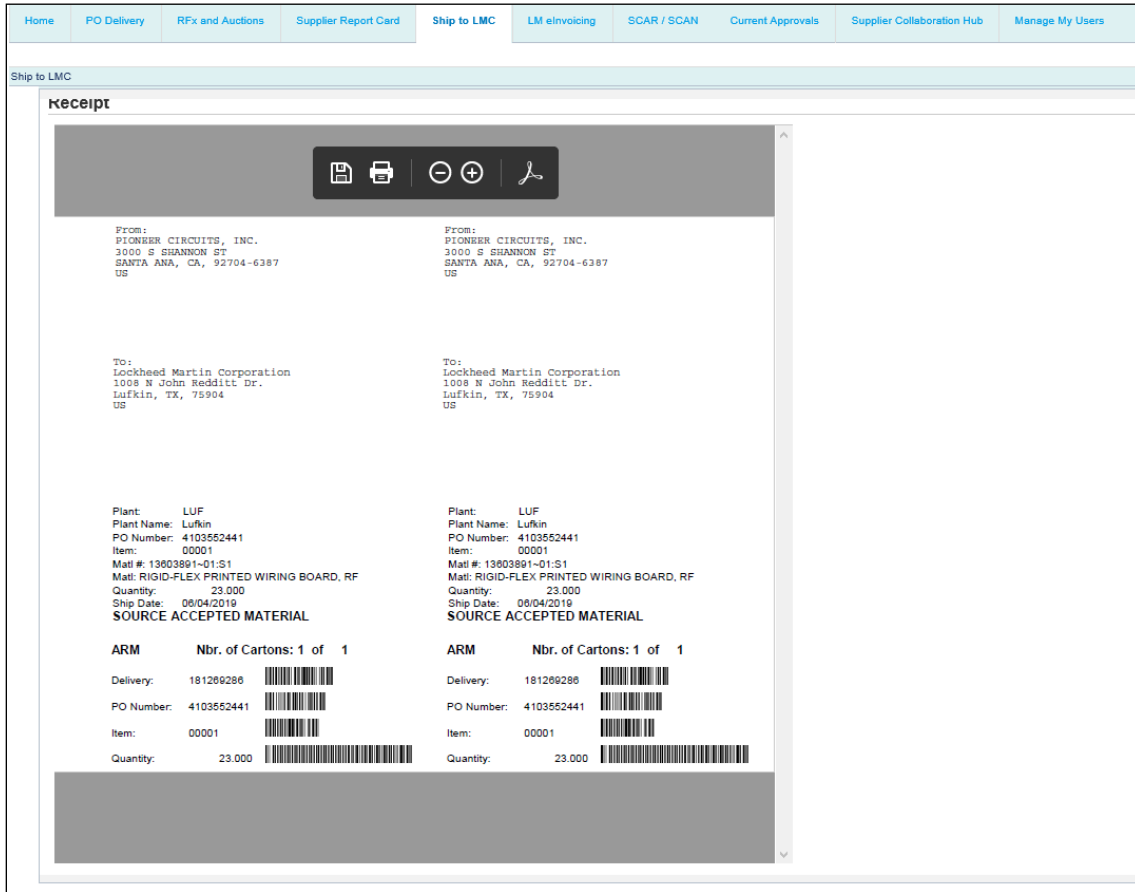 Home PO Delivery RFx and Auctions Supplier Report Card Ship to LMC LM eInvoicing SCAR / SCAN Current Approvals Supplier Collaboration Hub Manage My Users
Ship to LMC
Receipt
From:
PIONEER CIRCUITS, INC.
3000 S SHANNON ST
SANTA ANA, CA, 92704-6387
US
To:
Lockheed Martin Corporation
1008 N John Redditt Dr.
Lufkin, TX, 75904
US
Plant: LUF
Plant Name: Lufkin
PO Number: 4103552441
Item: 00001
Matl #: 13603891~01:S1
Matl: RIGID-FLEX PRINTED WIRING BOARD, RF
Quantity: 23.000
Ship Date: 06/04/2019
SOURCE ACCEPTED MATERIAL
ARM Nbr. of Cartons: 1 of 1
Delivery: 181269286
PO Number: 4103552441
Item: 00001
Quantity: 23.000
From:
PIONEER CIRCUITS, INC.
3000 S SHANNON ST
SANTA ANA, CA, 92704-6387
US
To:
Lockheed Martin Corporation
1008 N John Redditt Dr.
Lufkin, TX, 75904
US
Plant: LUF
Plant Name: Lufkin
PO Number: 4103552441
Item: 00001
Matl #: 13603891~01:S1
Matl: RIGID-FLEX PRINTED WIRING BOARD, RF
Quantity: 23.000
Ship Date: 06/04/2019
SOURCE ACCEPTED MATERIAL
ARM Nbr. of Cartons: 1 of 1
Delivery: 181269286
PO Number: 4103552441
Item: 00001
Quantity: 23.000